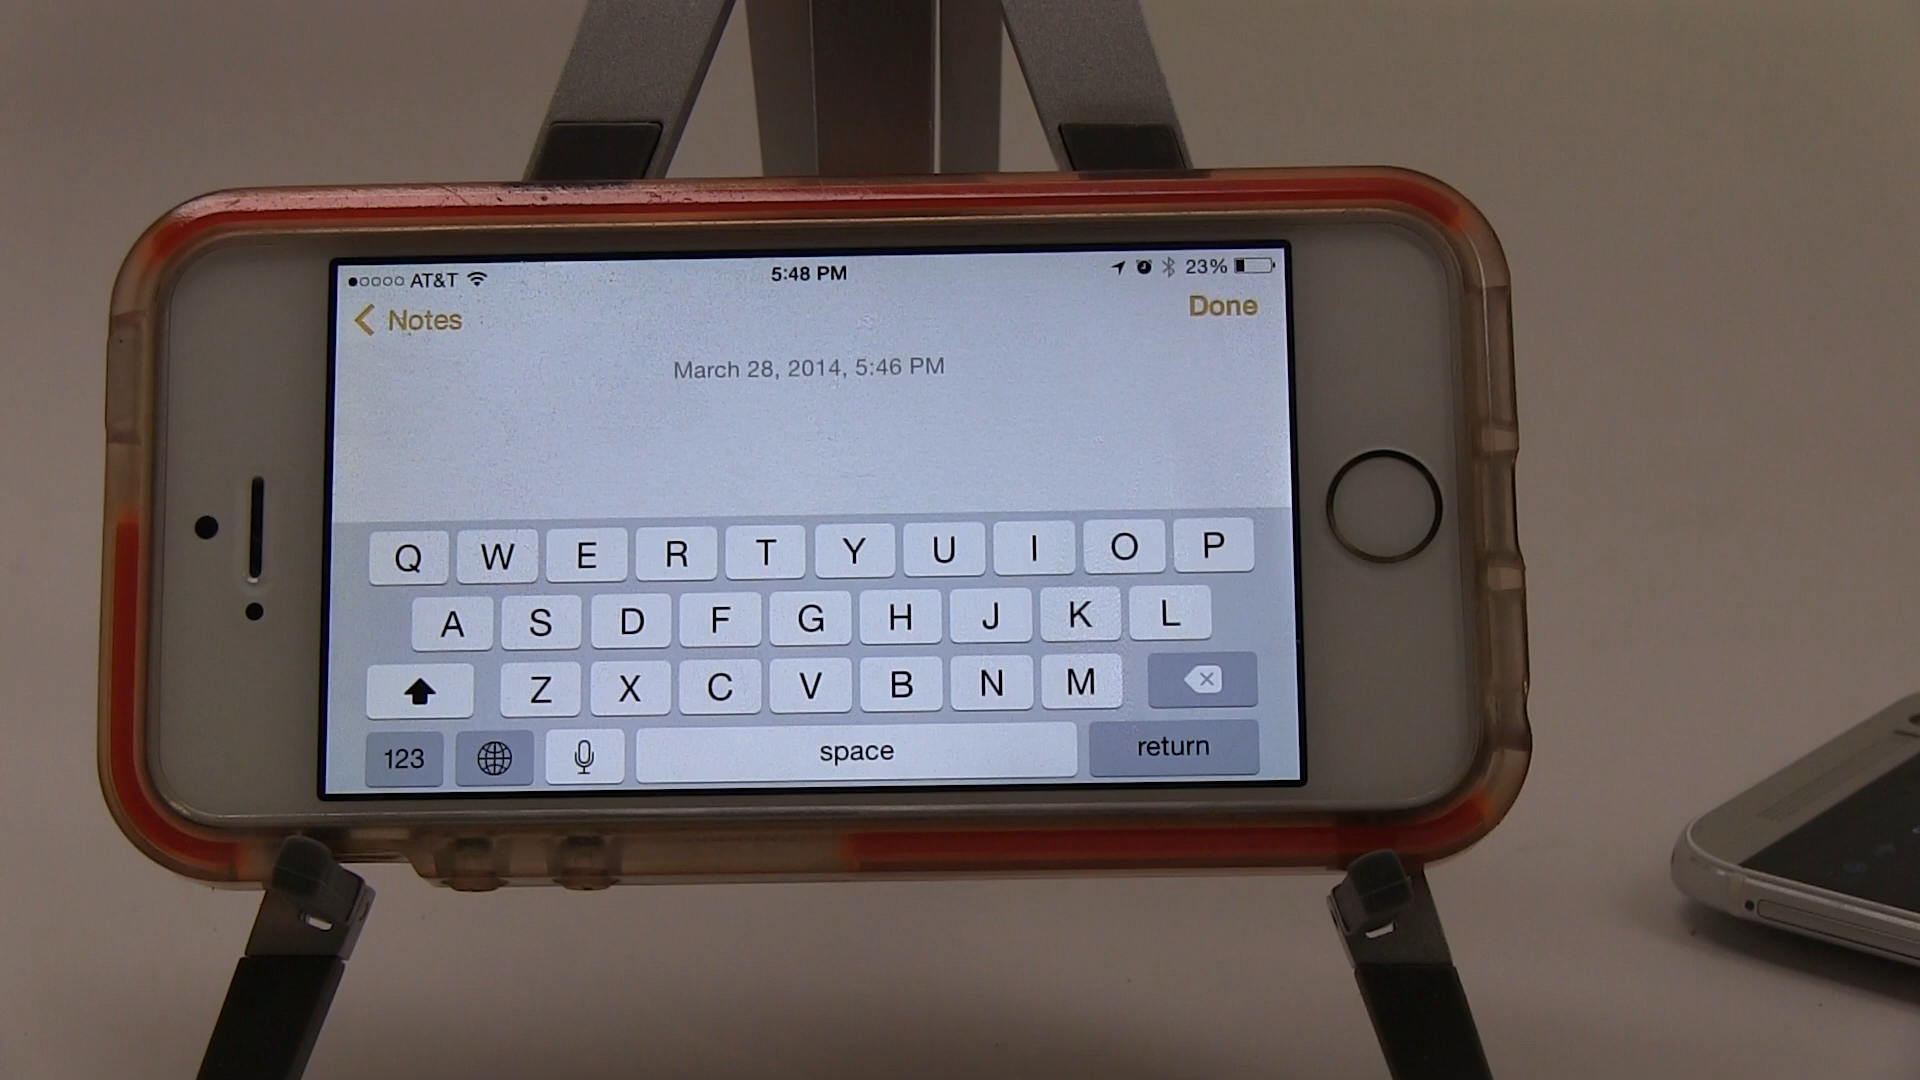 AT&T 5:48 PM 23%
Notes Done
March 28, 2014, 5:46 PM
Q W E R T Y U I O P
A S D F G H J K L
Z X C V B N M
123 space return